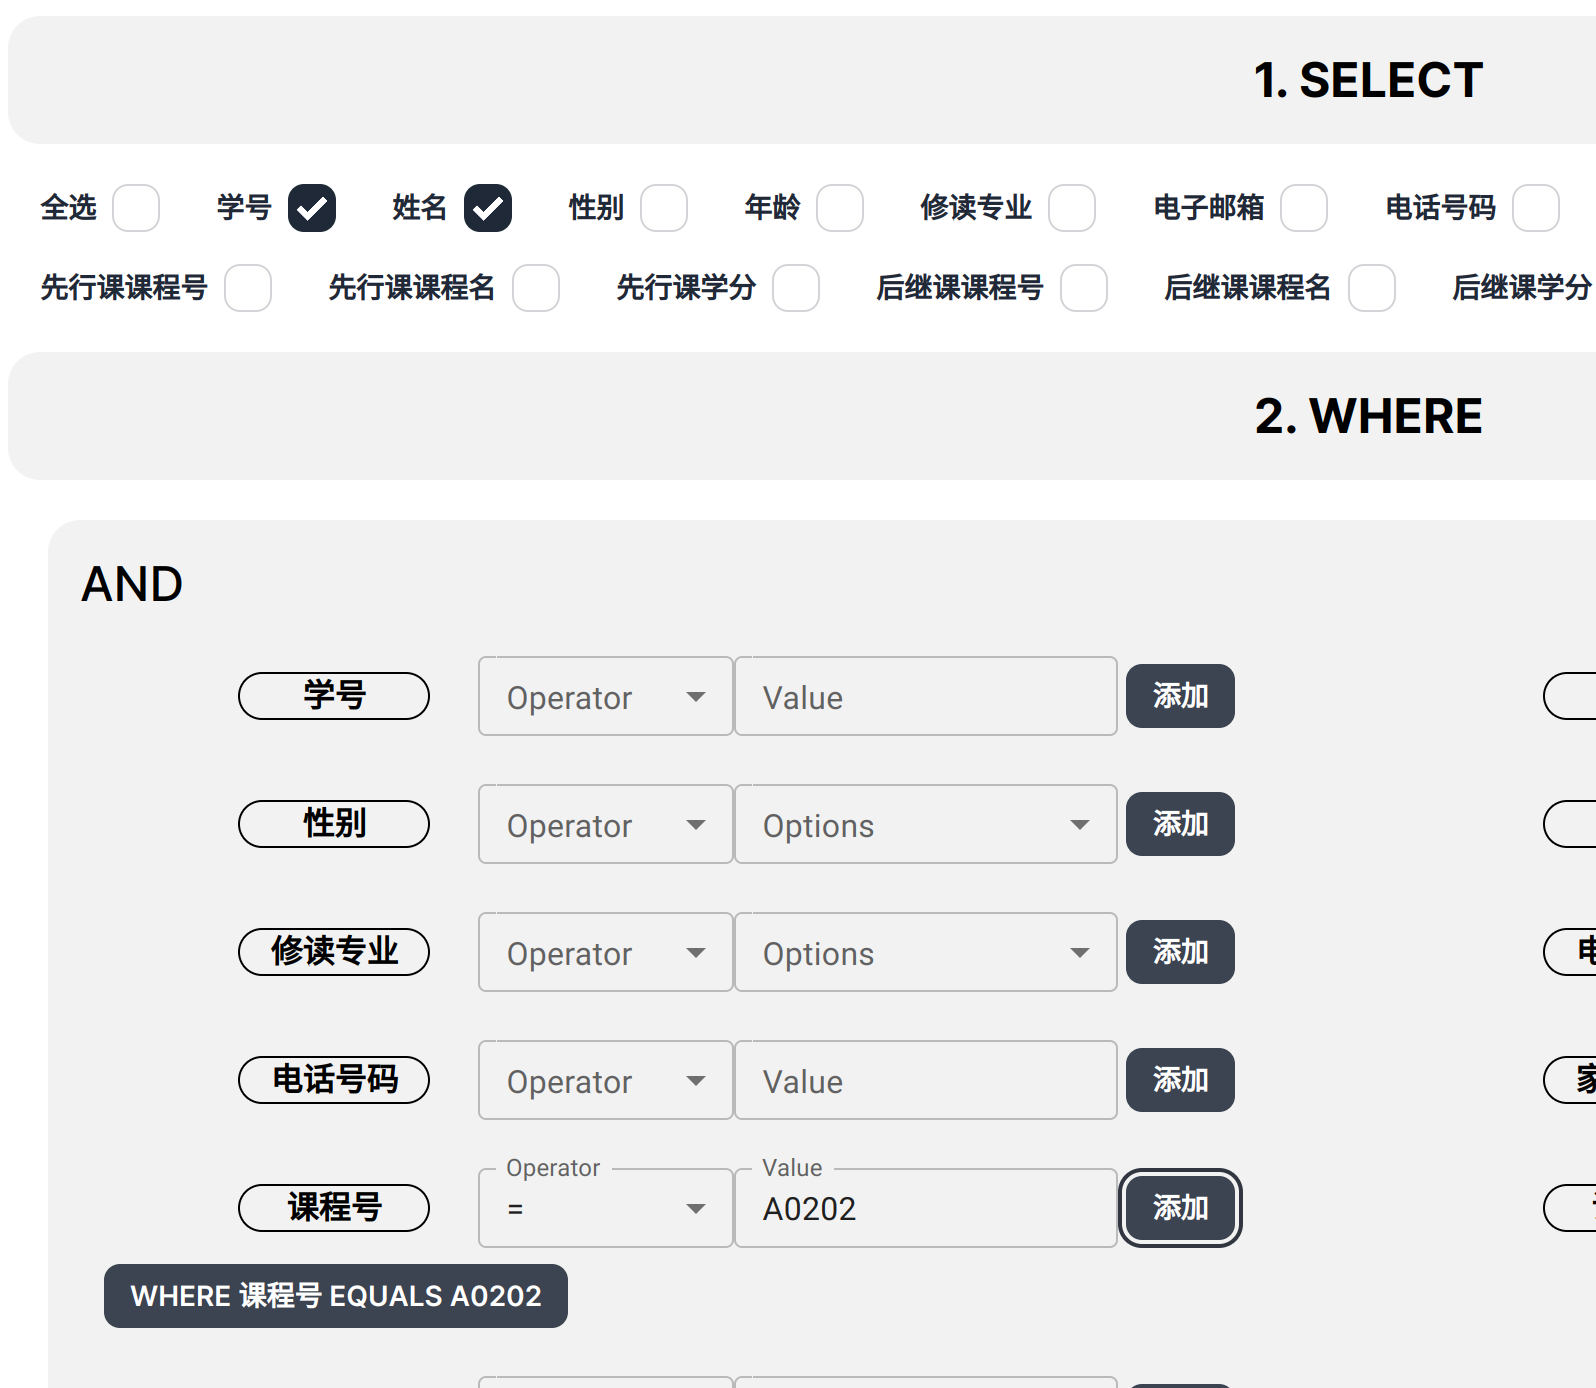 1. SELECT
全选 学号 姓名 性别 年龄 修读专业 电子邮箱 电话号码
先行课课程号 先行课课程名 先行课学分 后继课课程号 后继课课程名 后继课学分
2. WHERE
AND
学号 Operator Value 添加
性别 Operator Options 添加
修读专业 Operator Options 添加
电话号码 Operator Value 添加
Operator Value
课程号 = A0202 添加
WHERE 课程号 EQUALS A0202